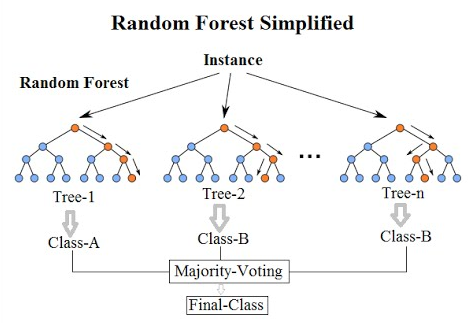 Random Forest Simplified
Instance
Random Forest
...
Tree-1
Tree-2
Tree-n
Class-A
Class-B
Class-B
Majority-Voting
Final-Class